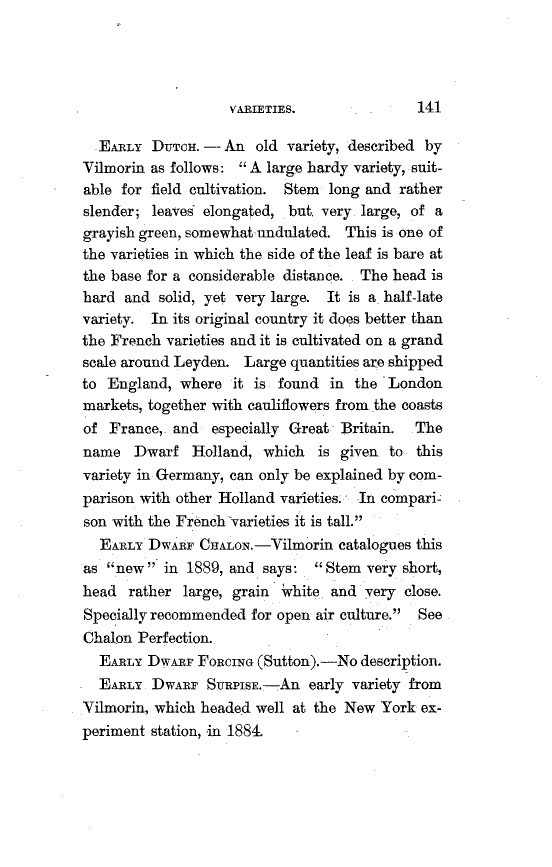 VARIETIES. 141
EARLY DUTCH. — An old variety, described by
Vilmorin as follows: “A large hardy variety, suit-
able for field cultivation. Stem long and rather
slender; leaves elongated, but very large, of a
grayish green, somewhat undulated. This is one of
the varieties in which the side of the leaf is bare at
the base for a considerable distance. The head is
hard and solid, yet very large. It is a half-late
variety. In its original country it does better than
the French varieties and it is cultivated on a grand
scale around Leyden. Large quantities are shipped
to England, where it is found in the London
markets, together with cauliflowers from the coasts
of France, and especially Great Britain. The
name Dwarf Holland, which is given to this
variety in Germany, can only be explained by com-
parison with other Holland varieties. In compari-
son with the French varieties it is tall.”
EARLY DWARF CHALON.—Vilmorin catalogues this
as “new” in 1889, and says: “Stem very short,
head rather large, grain white and very close.
Specially recommended for open air culture.” See
Chalon Perfection.
EARLY DWARF FORCING (Sutton).—No description.
EARLY DWARF SURPISE.—An early variety from
Vilmorin, which headed well at the New York ex-
periment station, in 1884.